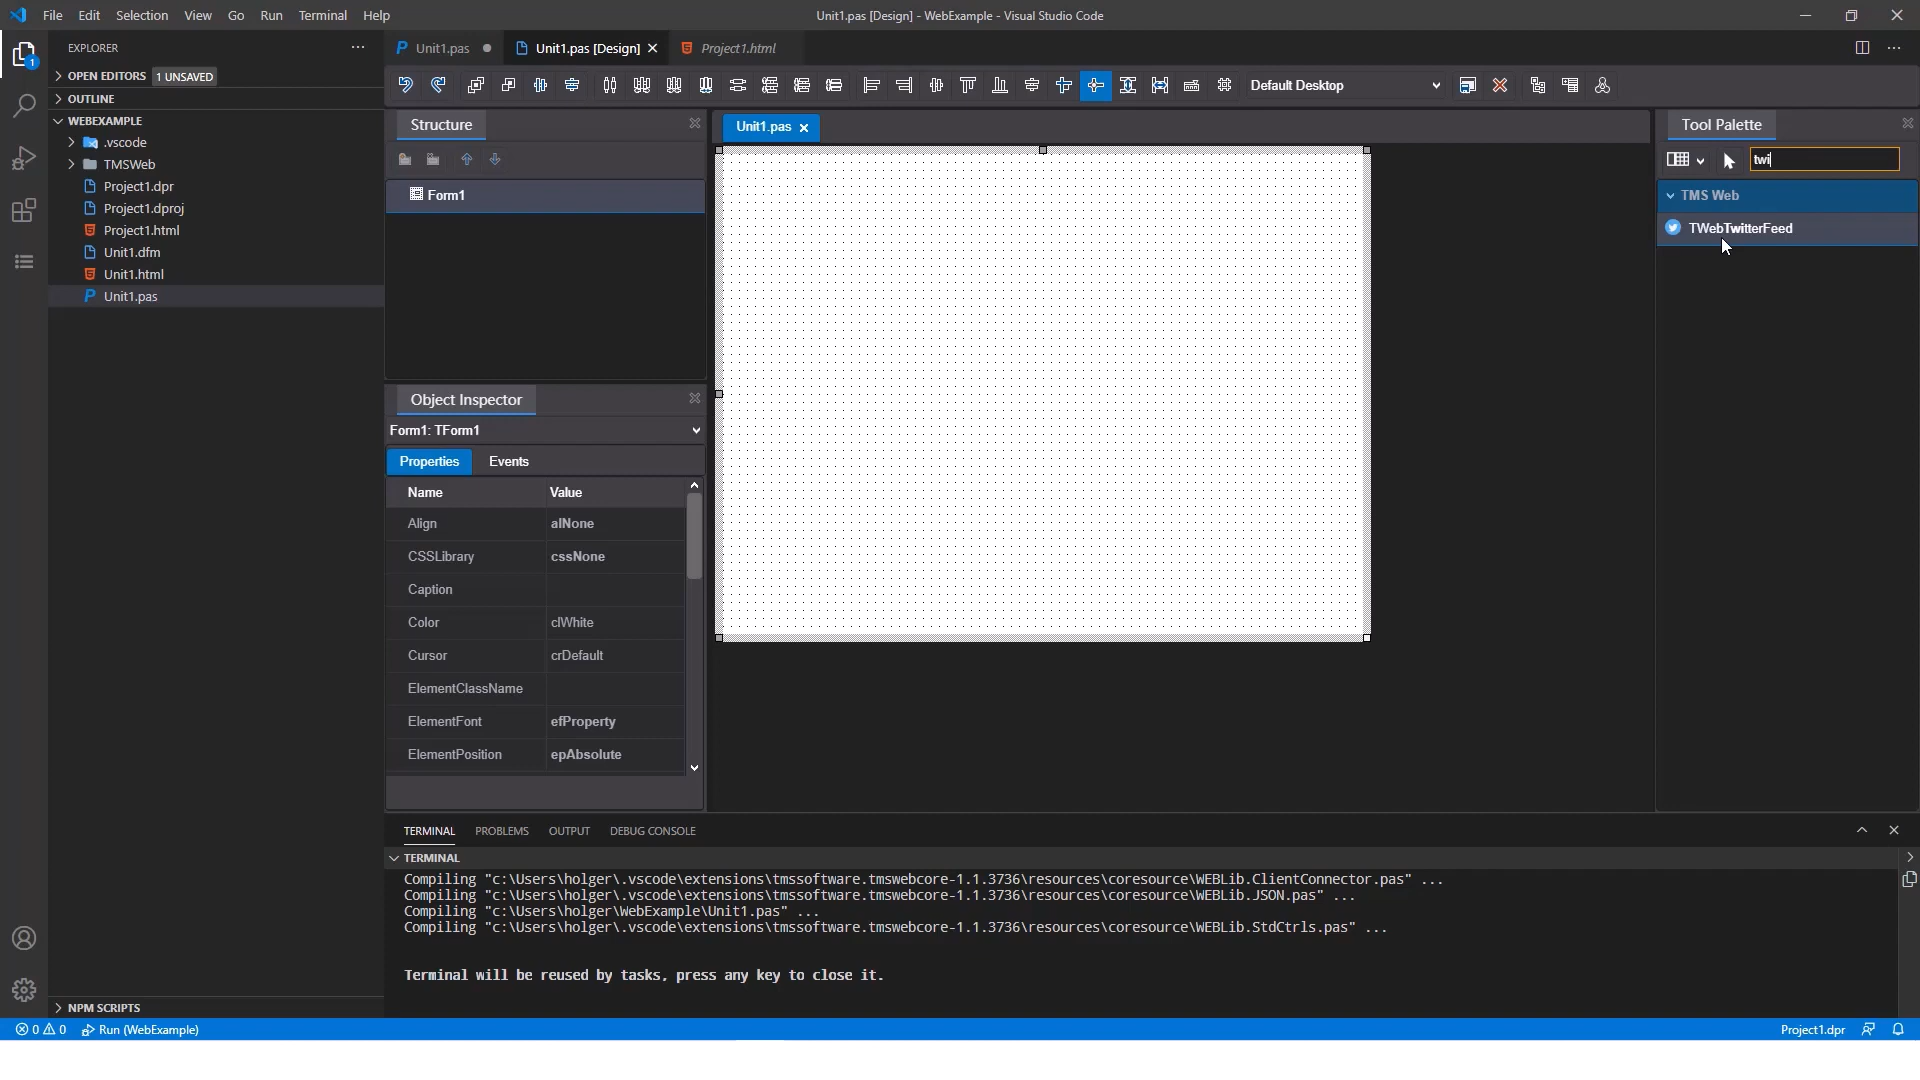 File Edit Selection View Go Run Terminal Help
Unit1.pas [Design] - WebExample - Visual Studio Code
EXPLORER
OPEN EDITORS 1 UNSAVED
OUTLINE
WEBEXAMPLE
.vscode
TMSWeb
Project1.dpr
Project1.dproj
Project1.html
Unit1.dfm
Unit1.html
Unit1.pas
NPM SCRIPTS
1
Unit1.pas
Unit1.pas [Design]
Project1.html
Default Desktop
Structure
Form1
Object Inspector
Form1: TForm1
Properties Events
Name Value
Align alNone
CSSLibrary cssNone
Caption
Color clWhite
Cursor crDefault
ElementClassName
ElementFont efProperty
ElementPosition epAbsolute
Unit1.pas
Tool Palette
twi
TMS Web
TWebTwitterFeed
TERMINAL PROBLEMS OUTPUT DEBUG CONSOLE
TERMINAL
Compiling "c:\Users\holger\.vscode\extensions\tmssoftware.tmswebcore-1.1.3736\resources\coresource\WEBLib.ClientConnector.pas" ...
Compiling "c:\Users\holger\.vscode\extensions\tmssoftware.tmswebcore-1.1.3736\resources\coresource\WEBLib.JSON.pas" ...
Compiling "c:\Users\holger\WebExample\Unit1.pas" ...
Compiling "c:\Users\holger\.vscode\extensions\tmssoftware.tmswebcore-1.1.3736\resources\coresource\WEBLib.StdCtrls.pas" ...
Terminal will be reused by tasks, press any key to close it.
0 0 Run (WebExample)
Project1.dpr